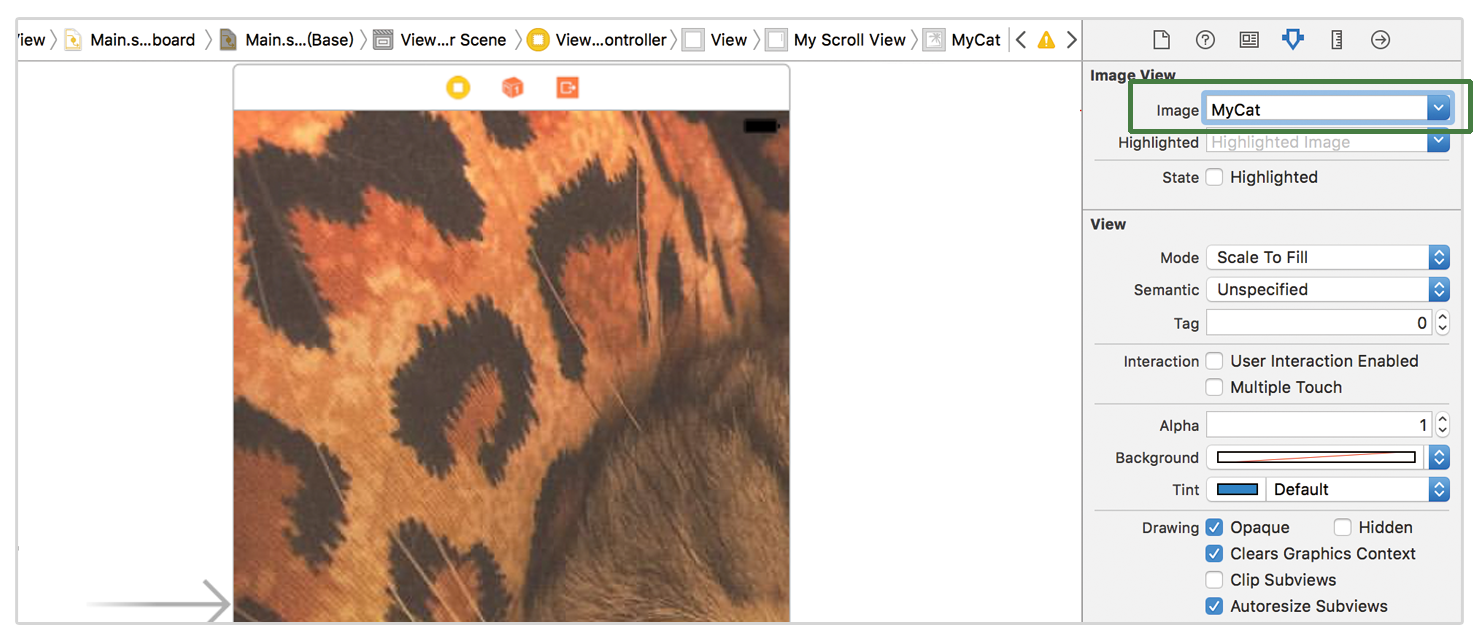 iew Main.s...board Main.s...(Base) View...r Scene View...ontroller View My Scroll View MyCat
Image View
Image MyCat
Highlighted Highlighted Image
State Highlighted
View
Mode Scale To Fill
Semantic Unspecified
Tag 0
Interaction User Interaction Enabled
Multiple Touch
Alpha 1
Background
Tint Default
Drawing Opaque Hidden
Clears Graphics Context
Clip Subviews
Autoresize Subviews